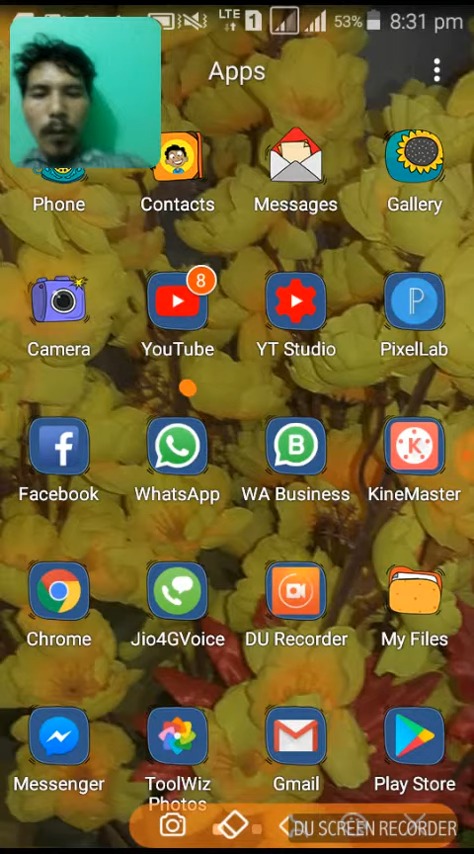 LTE 1 53% 8:31 pm
Apps
Phone Contacts Messages Gallery
8
Camera YouTube YT Studio PixelLab
P
f B K
Facebook WhatsApp WA Business KineMaster
Chrome Jio4GVoice DU Recorder My Files
Messenger ToolWiz Gmail Play Store
Photos
DU SCREEN RECORDER